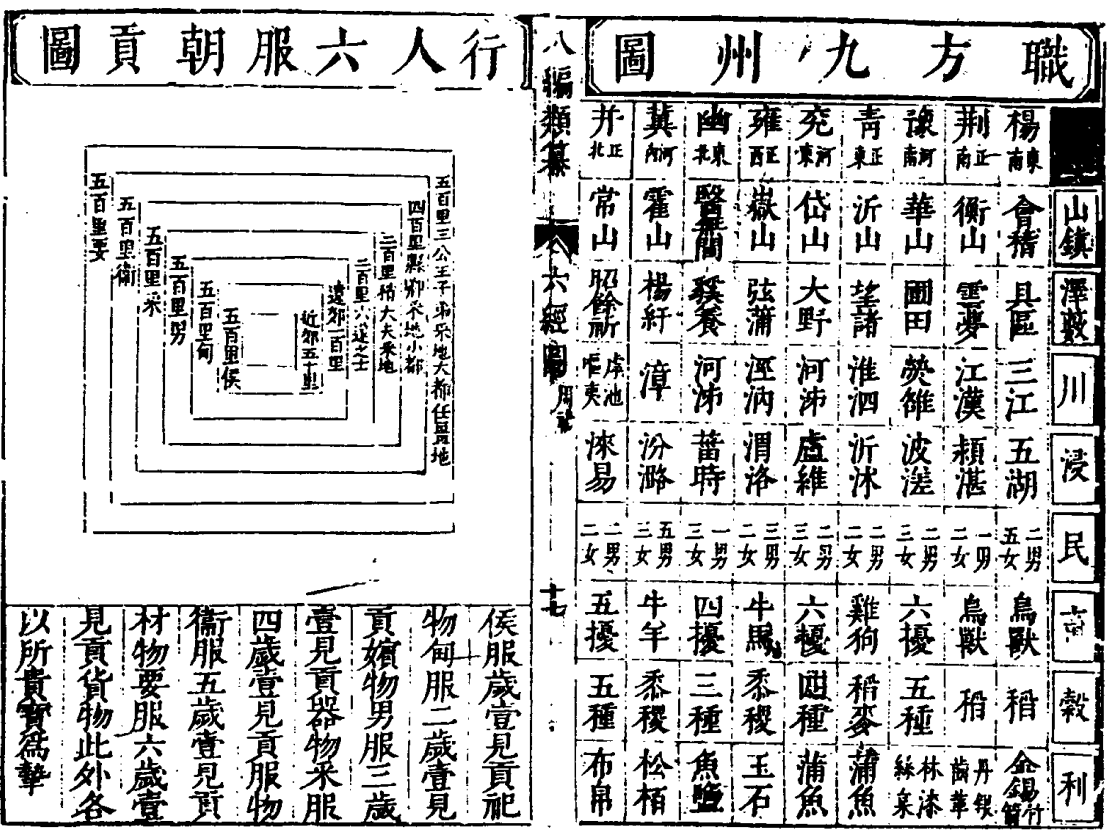 職方九州圖
山鎮 澤藪 川 浸 民 畜 穀 利
楊 東南 會稽 具區 三江 五湖 二男五女 鳥獸 稻 金錫竹箭
荆 正南 衡山 雲夢 江漢 頴湛 一男二女 鳥獸 稻 丹銀齒革
豫 河南 華山 圃田 熒雒 波溠 二男三女 六擾 五種 林漆絲枲
青 正東 沂山 望諸 淮泗 沂沭 二男二女 雞狗 稻麥 蒲魚
兖 河東 岱山 大野 河沛 盧維 二男三女 六擾 四種 蒲魚
雍 正西 嶽山 弦蒲 涇汭 渭洛 三男二女 牛馬 黍稷 玉石
幽 東北 醫無閭 豯養 河沛 菑時 一男三女 四擾 三種 魚鹽
冀 河內 霍山 楊紆 漳 汾潞 五男三女 牛羊 黍稷 松栢
并 正北 常山 昭餘祈 虖池嘔夷 淶易 二男二女 五擾 五種 布帛
八編類纂 六經圖 周禮 十七
行人六服朝貢圖
五百里三公王子弟采地大都任畺地
四百里縣卿采地小都
三百里稍大夫采地
二百里六遂之士
遠郊一百里
近郊五十里
五百里侯
五百里甸
五百里男
五百里采
五百里衛
五百里要
侯服歲壹見貢祀
物甸服二歲壹見
貢嬪物男服三歲
壹見貢器物采服
四歲壹見貢服物
衞服五歲壹見貢
材物要服六歲壹
見貢貨物此外各
以所貴寳爲摯